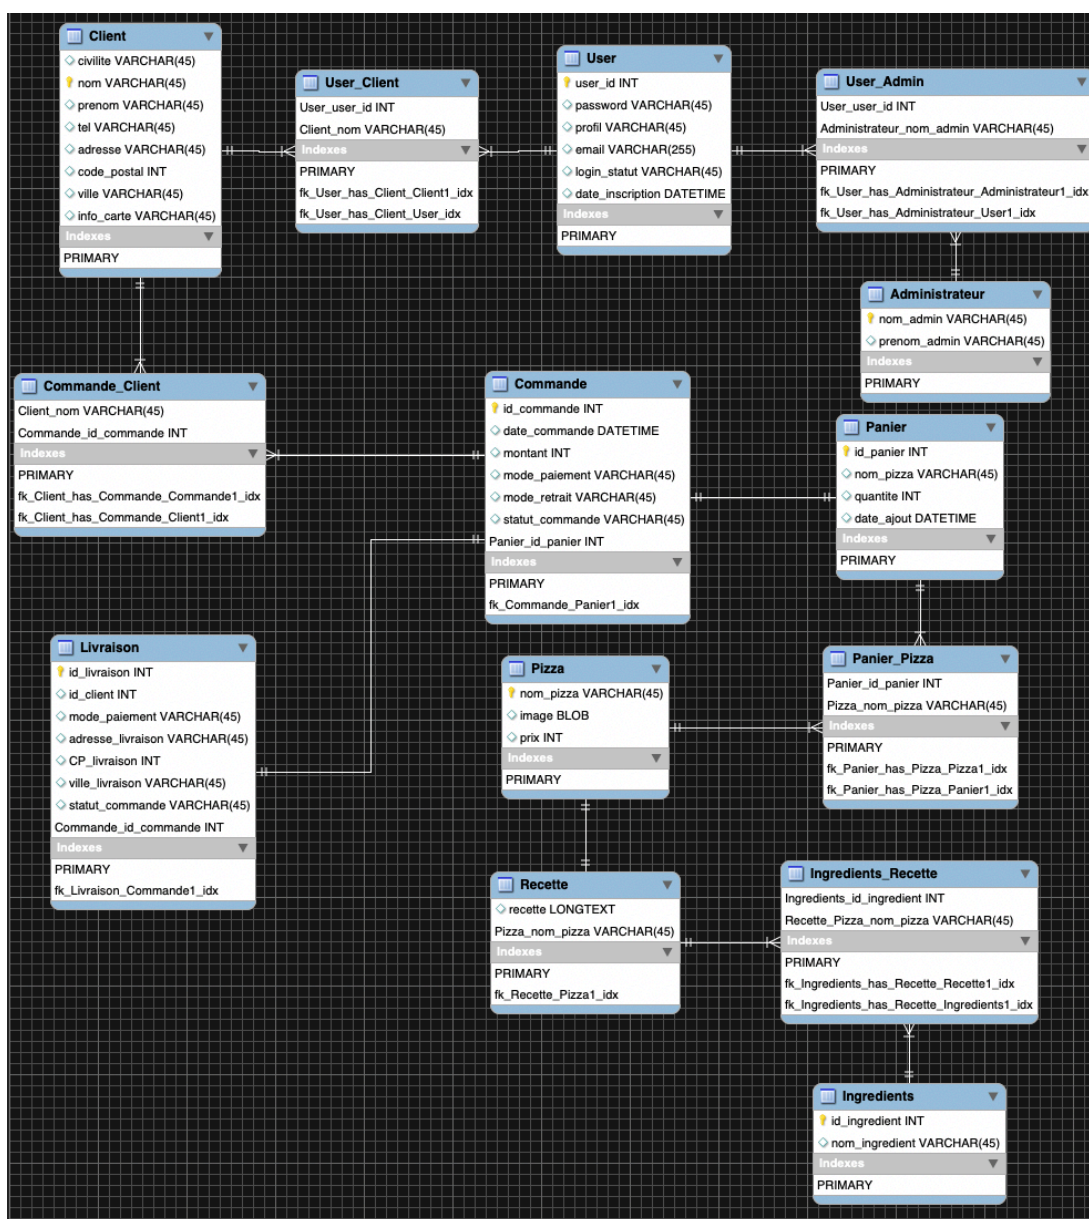 Client
civilite VARCHAR(45)
nom VARCHAR(45)
prenom VARCHAR(45)
tel VARCHAR(45)
adresse VARCHAR(45)
code_postal INT
ville VARCHAR(45)
info_carte VARCHAR(45)
Indexes
PRIMARY
User_Client
User_user_id INT
Client_nom VARCHAR(45)
Indexes
PRIMARY
fk_User_has_Client_Client1_idx
fk_User_has_Client_User_idx
User
user_id INT
password VARCHAR(45)
profil VARCHAR(45)
email VARCHAR(255)
login_statut VARCHAR(45)
date_inscription DATETIME
Indexes
PRIMARY
User_Admin
User_user_id INT
Administrateur_nom_admin VARCHAR(45)
Indexes
PRIMARY
fk_User_has_Administrateur_Administrateur1_idx
fk_User_has_Administrateur_User1_idx
Administrateur
nom_admin VARCHAR(45)
prenom_admin VARCHAR(45)
Indexes
PRIMARY
Commande_Client
Client_nom VARCHAR(45)
Commande_id_commande INT
Indexes
PRIMARY
fk_Client_has_Commande_Commande1_idx
fk_Client_has_Commande_Client1_idx
Commande
id_commande INT
date_commande DATETIME
montant INT
mode_paiement VARCHAR(45)
mode_retrait VARCHAR(45)
statut_commande VARCHAR(45)
Panier_id_panier INT
Indexes
PRIMARY
fk_Commande_Panier1_idx
Panier
id_panier INT
nom_pizza VARCHAR(45)
quantite INT
date_ajout DATETIME
Indexes
PRIMARY
Livraison
id_livraison INT
id_client INT
mode_paiement VARCHAR(45)
adresse_livraison VARCHAR(45)
CP_livraison INT
ville_livraison VARCHAR(45)
statut_commande VARCHAR(45)
Commande_id_commande INT
Indexes
PRIMARY
fk_Livraison_Commande1_idx
Pizza
nom_pizza VARCHAR(45)
image BLOB
prix INT
Indexes
PRIMARY
Panier_Pizza
Panier_id_panier INT
Pizza_nom_pizza VARCHAR(45)
Indexes
PRIMARY
fk_Panier_has_Pizza_Pizza1_idx
fk_Panier_has_Pizza_Panier1_idx
Recette
recette LONGTEXT
Pizza_nom_pizza VARCHAR(45)
Indexes
PRIMARY
fk_Recette_Pizza1_idx
Ingredients_Recette
Ingredients_id_ingredient INT
Recette_Pizza_nom_pizza VARCHAR(45)
Indexes
PRIMARY
fk_Ingredients_has_Recette_Recette1_idx
fk_Ingredients_has_Recette_Ingredients1_idx
Ingredients
id_ingredient INT
nom_ingredient VARCHAR(45)
Indexes
PRIMARY